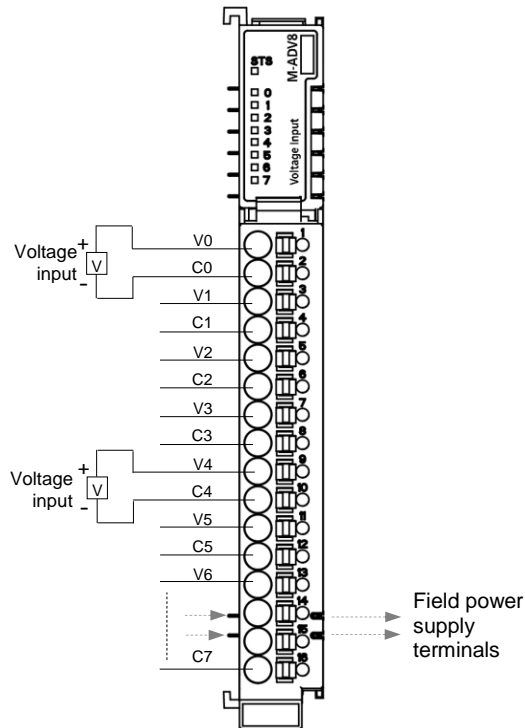 M-ADV8
STS
0
1
2
3
4
5
6
7
Voltage Input
Voltage
input
+
V
-
V0
1
C0
2
V1
3
C1
4
V2
5
C2
6
V3
7
C3
8
Voltage
input
+
V
-
V4
9
C4
10
V5
11
C5
12
V6
13
14
15
C7
16
Field power
supply
terminals